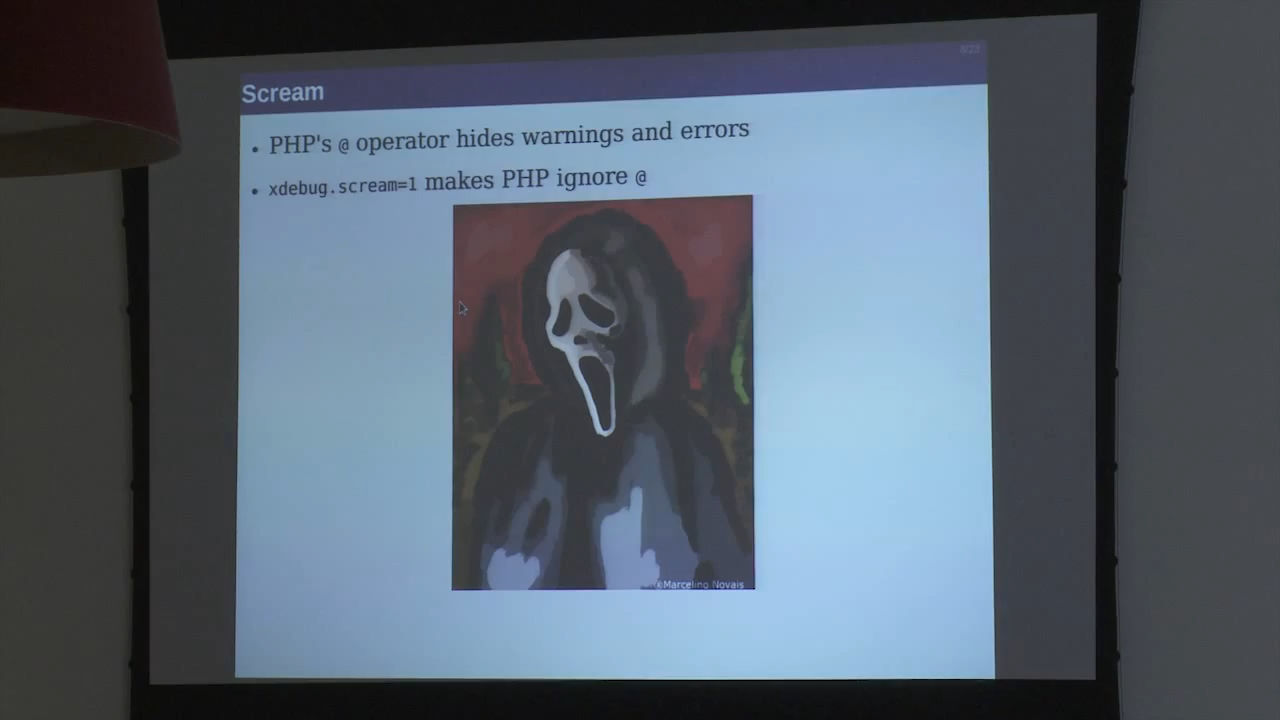 Scream
• PHP's @ operator hides warnings and errors
• xdebug.scream=1 makes PHP ignore @
©Marcelino Novais